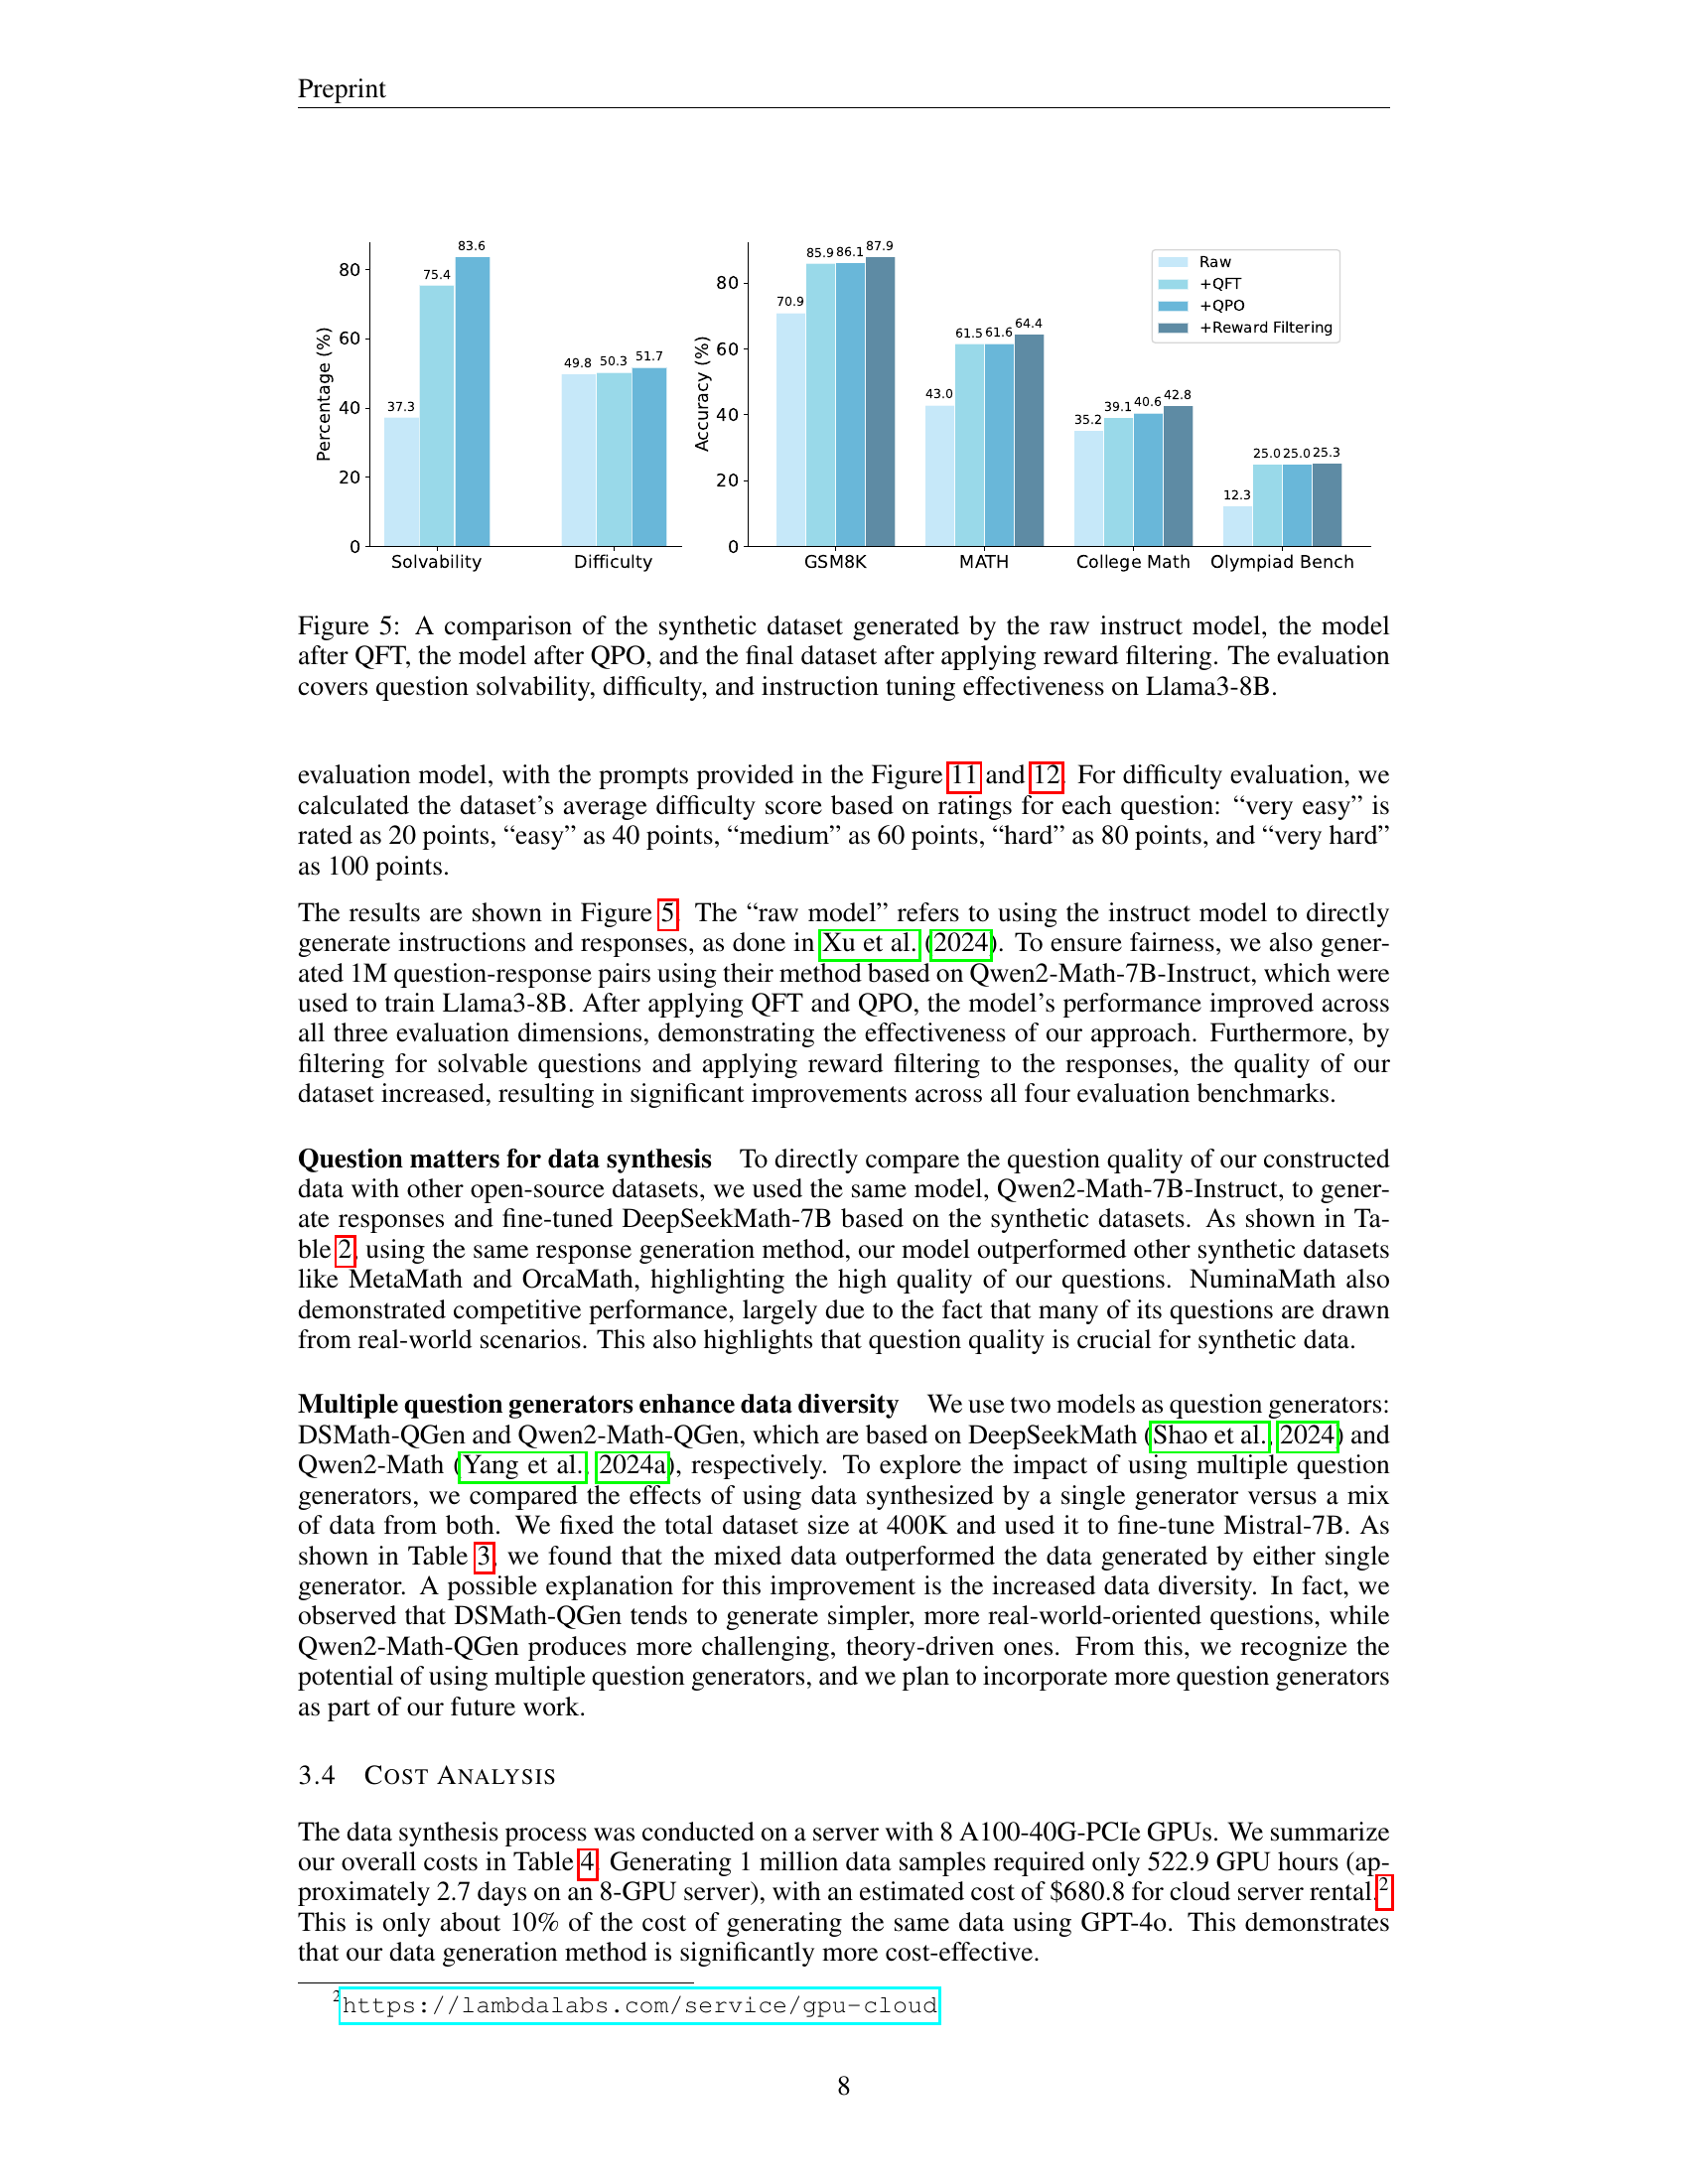 Preprint
83.6
75.4
37.3
49.8 50.3 51.7
80
60
40
20
0
Percentage (%)
Solvability Difficulty
70.9 85.9 86.1 87.9
43.0 61.5 61.6 64.4
35.2 39.1 40.6 42.8
12.3 25.0 25.0 25.3
80
60
40
20
0
Accuracy (%)
GSM8K MATH College Math Olympiad Bench
Raw
+QFT
+QPO
+Reward Filtering
Figure 5: A comparison of the synthetic dataset generated by the raw instruct model, the model
after QFT, the model after QPO, and the final dataset after applying reward filtering. The evaluation
covers question solvability, difficulty, and instruction tuning effectiveness on Llama3-8B.
evaluation model, with the prompts provided in the Figure 11 and 12. For difficulty evaluation, we
calculated the dataset's average difficulty score based on ratings for each question: “very easy” is
rated as 20 points, “easy” as 40 points, “medium” as 60 points, “hard” as 80 points, and “very hard”
as 100 points.
The results are shown in Figure 5. The “raw model” refers to using the instruct model to directly
generate instructions and responses, as done in Xu et al. (2024). To ensure fairness, we also gener-
ated 1M question-response pairs using their method based on Qwen2-Math-7B-Instruct, which were
used to train Llama3-8B. After applying QFT and QPO, the model's performance improved across
all three evaluation dimensions, demonstrating the effectiveness of our approach. Furthermore, by
filtering for solvable questions and applying reward filtering to the responses, the quality of our
dataset increased, resulting in significant improvements across all four evaluation benchmarks.
Question matters for data synthesis To directly compare the question quality of our constructed
data with other open-source datasets, we used the same model, Qwen2-Math-7B-Instruct, to gener-
ate responses and fine-tuned DeepSeekMath-7B based on the synthetic datasets. As shown in Ta-
ble 2, using the same response generation method, our model outperformed other synthetic datasets
like MetaMath and OrcaMath, highlighting the high quality of our questions. NuminaMath also
demonstrated competitive performance, largely due to the fact that many of its questions are drawn
from real-world scenarios. This also highlights that question quality is crucial for synthetic data.
Multiple question generators enhance data diversity We use two models as question generators:
DSMath-QGen and Qwen2-Math-QGen, which are based on DeepSeekMath (Shao et al., 2024) and
Qwen2-Math (Yang et al., 2024a), respectively. To explore the impact of using multiple question
generators, we compared the effects of using data synthesized by a single generator versus a mix
of data from both. We fixed the total dataset size at 400K and used it to fine-tune Mistral-7B. As
shown in Table 3, we found that the mixed data outperformed the data generated by either single
generator. A possible explanation for this improvement is the increased data diversity. In fact, we
observed that DSMath-QGen tends to generate simpler, more real-world-oriented questions, while
Qwen2-Math-QGen produces more challenging, theory-driven ones. From this, we recognize the
potential of using multiple question generators, and we plan to incorporate more question generators
as part of our future work.
3.4 COST ANALYSIS
The data synthesis process was conducted on a server with 8 A100-40G-PCIe GPUs. We summarize
our overall costs in Table 4. Generating 1 million data samples required only 522.9 GPU hours (ap-
proximately 2.7 days on an 8-GPU server), with an estimated cost of $680.8 for cloud server rental.2
This is only about 10% of the cost of generating the same data using GPT-4o. This demonstrates
that our data generation method is significantly more cost-effective.
2https://lambdalabs.com/service/gpu-cloud
8